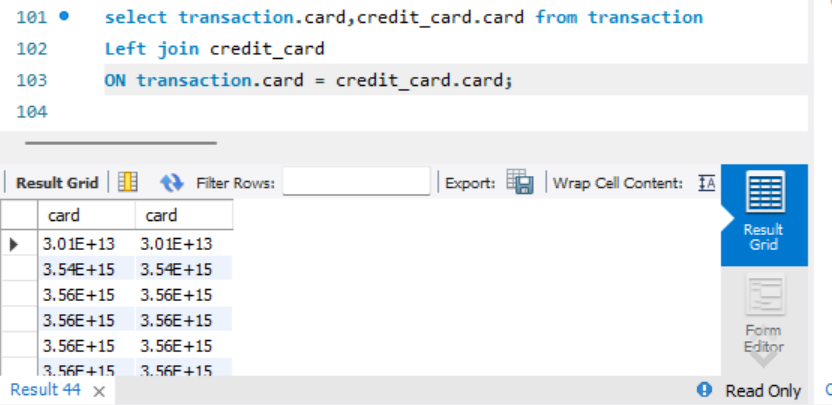 101 select transaction.card,credit_card.card from transaction
102 Left join credit_card
103 ON transaction.card = credit_card.card;
104
Result Grid Filter Rows: Export: Wrap Cell Content: IA
card card
3.01E+13 3.01E+13
3.54E+15 3.54E+15
3.56E+15 3.56E+15
3.56E+15 3.56E+15
3.56E+15 3.56E+15
3.56E+15 3.56E+15
Result
Grid
Form
Editor
Result 44 × Read Only